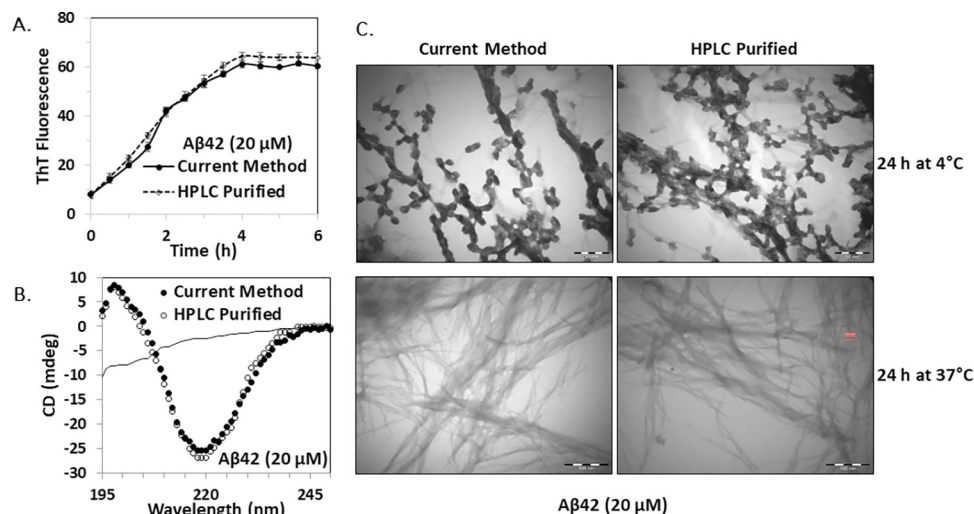 A.
80
60
40
20
0
ThT Fluorescence
Aβ42 (20 µM)
Current Method
HPLC Purified
0 2 4 6
Time (h)
B.
10
5
0
-5
-10
-15
-20
-25
-30
CD (mdeg)
Current Method
HPLC Purified
Aβ42 (20 µM)
195 220 245
Wavelength (nm)
C.
Current Method HPLC Purified
24 h at 4°C
24 h at 37°C
Aβ42 (20 µM)